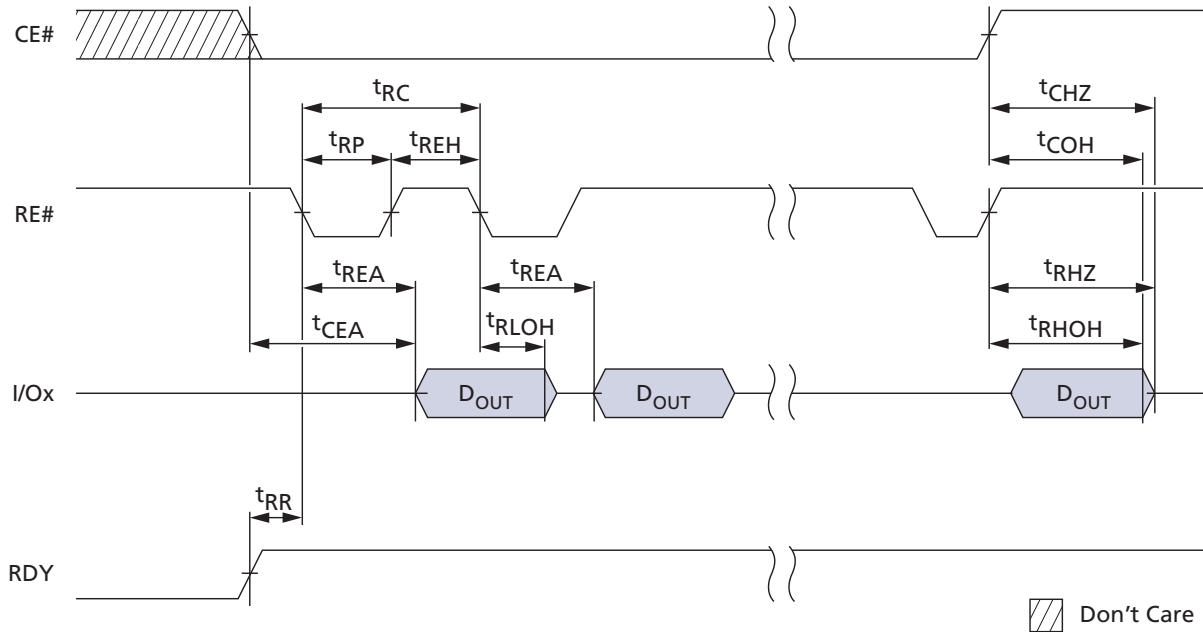 CE#
tRC
tCHZ
tRP
tREH
tCOH
RE#
tREA
tREA
tRHZ
tCEA
tRLOH
tRHOH
I/Ox
DOUT
DOUT
DOUT
tRR
RDY
Don't Care